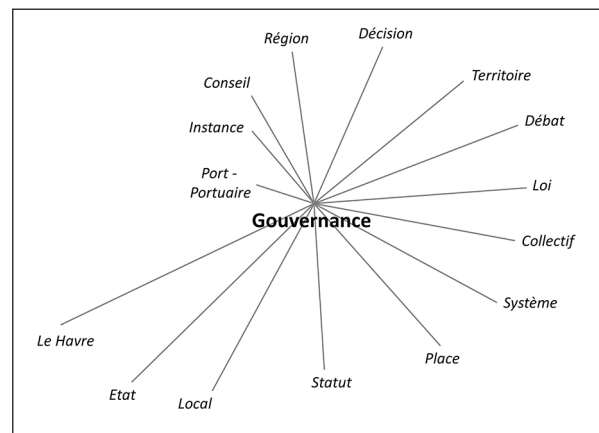 Région
Décision
Conseil
Territoire
Instance
Débat
Port -
Portuaire
Loi
Gouvernance
Collectif
Système
Le Havre
Place
Statut
Etat
Local